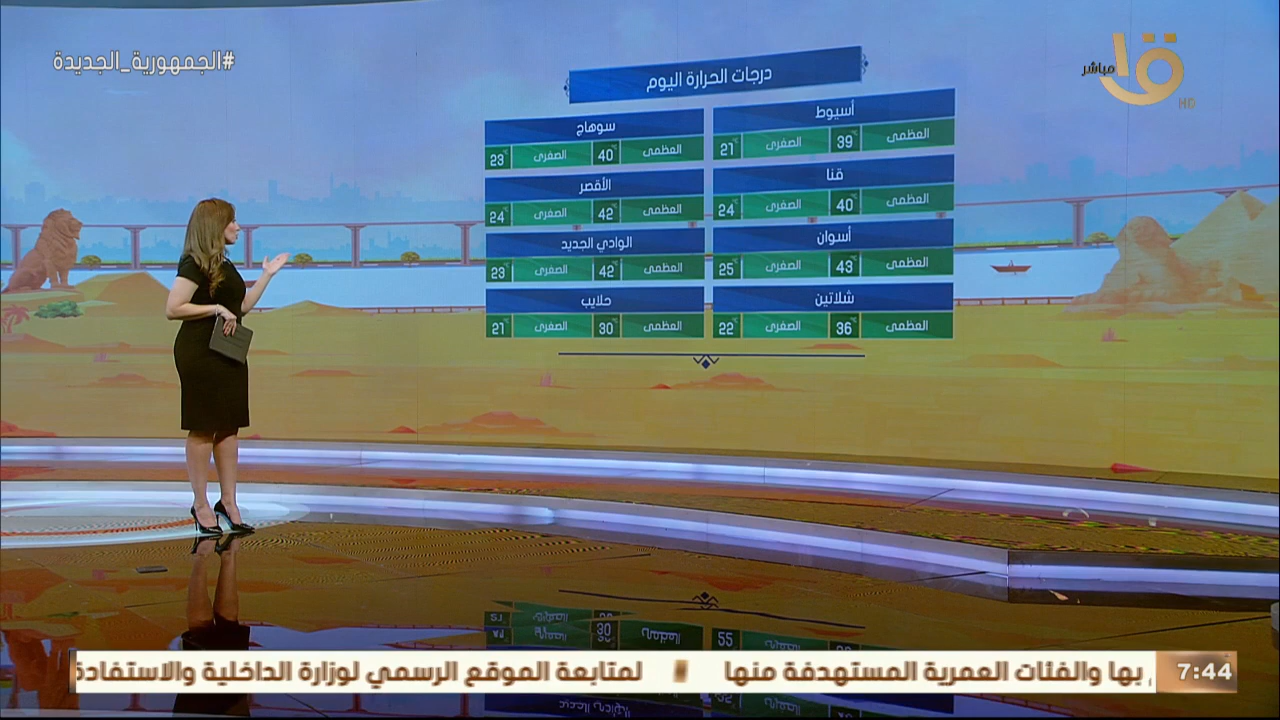 #الجمهورية_الجديدة
مباشر
HD
درجات الحرارة اليوم
أسيوط
العظمى 39 الصغرى 21
سوهاج
العظمى 40 الصغرى 23
قنا
العظمى 40 الصغرى 24
الأقصر
العظمى 42 الصغرى 24
أسوان
العظمى 43 الصغرى 25
الوادي الجديد
العظمى 42 الصغرى 23
شلاتين
العظمى 36 الصغرى 22
حلايب
العظمى 30 الصغرى 21
بها والفئات العمرية المستهدفة منها لمتابعة الموقع الرسمي لوزارة الداخلية والاستفادة
7:44